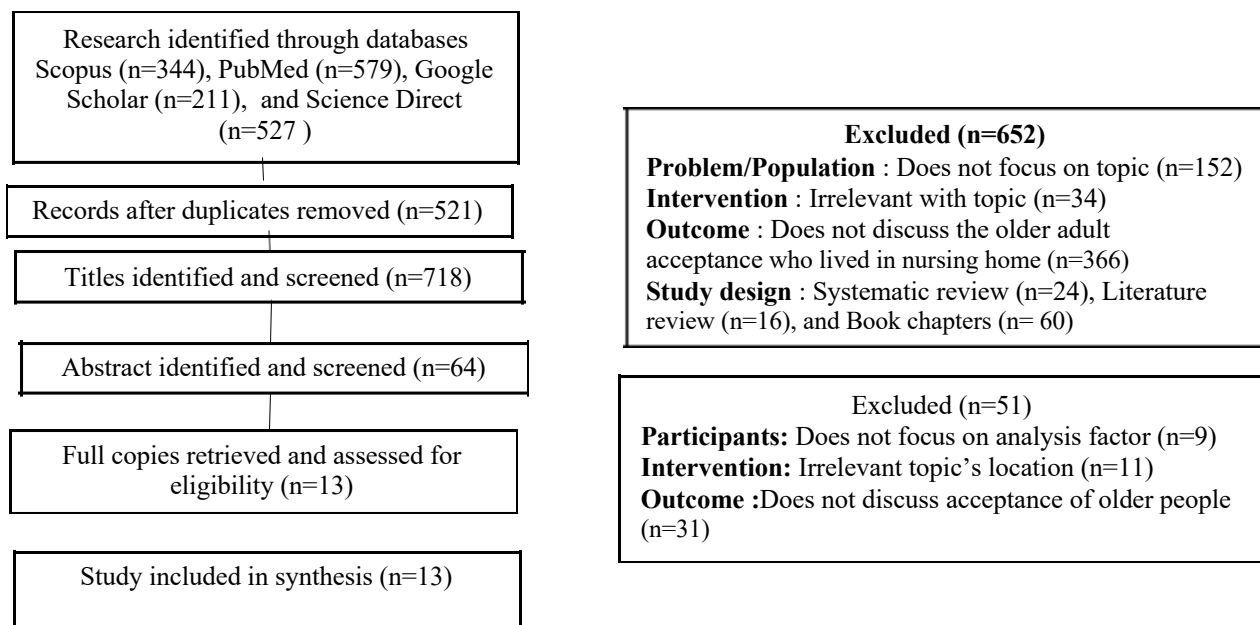 Research identified through databases
Scopus (n=344), PubMed (n=579), Google
Scholar (n=211),  and Science Direct
(n=527 )
Records after duplicates removed (n=521)
Titles identified and screened (n=718)
Abstract identified and screened (n=64)
Full copies retrieved and assessed for
eligibility (n=13)
Study included in synthesis (n=13)
Excluded (n=652)
Problem/Population : Does not focus on topic (n=152)
Intervention : Irrelevant with topic (n=34)
Outcome : Does not discuss the older adult
acceptance who lived in nursing home (n=366)
Study design : Systematic review (n=24), Literature
review (n=16), and Book chapters (n= 60)
Excluded (n=51)
Participants: Does not focus on analysis factor (n=9)
Intervention: Irrelevant topic’s location (n=11)
Outcome :Does not discuss acceptance of older people
(n=31)